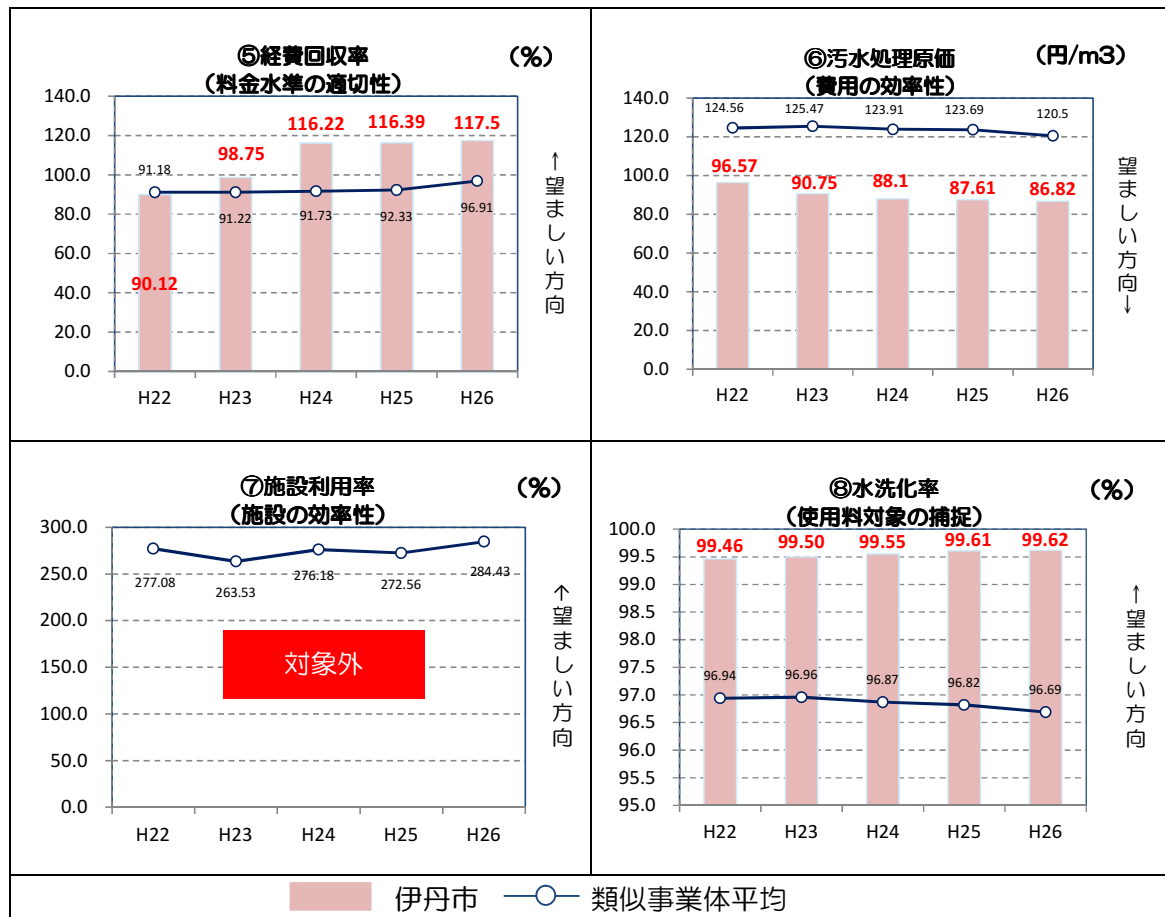 ⑤経費回収率
（料金水準の適切性）
（%）
140.0
120.0
100.0
80.0
60.0
40.0
20.0
0.0
91.18
90.12
98.75
91.22
116.22
91.73
116.39
92.33
117.5
96.91
H22 H23 H24 H25 H26
↑望ましい方向
⑥汚水処理原価
（費用の効率性）
（円/m3）
140.0
120.0
100.0
80.0
60.0
40.0
20.0
0.0
124.56 125.47 123.91 123.69 120.5
96.57 90.75 88.1 87.61 86.82
H22 H23 H24 H25 H26
望ましい方向↓
⑦施設利用率
（施設の効率性）
（%）
300.0
250.0
200.0
150.0
100.0
50.0
0.0
277.08 263.53 276.18 272.56 284.43
対象外
H22 H23 H24 H25 H26
↑望ましい方向
⑧水洗化率
（使用料対象の捕捉）
（%）
100.0
99.5
99.0
98.5
98.0
97.5
97.0
96.5
96.0
95.5
95.0
99.46 99.50 99.55 99.61 99.62
96.94 96.96 96.87 96.82 96.69
H22 H23 H24 H25 H26
↑望ましい方向
伊丹市 類似事業体平均